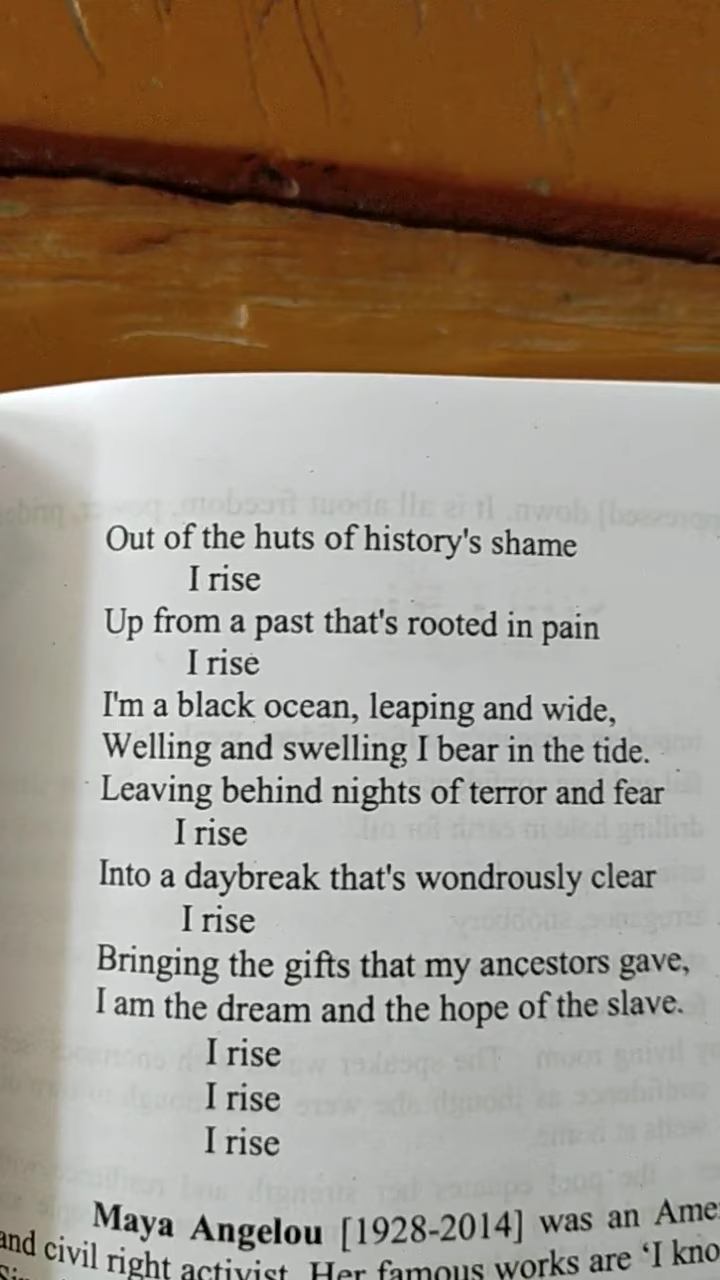 Out of the huts of history's shame
I rise
Up from a past that's rooted in pain
I rise
I'm a black ocean, leaping and wide,
Welling and swelling I bear in the tide.
Leaving behind nights of terror and fear
I rise
Into a daybreak that's wondrously clear
I rise
Bringing the gifts that my ancestors gave,
I am the dream and the hope of the slave.
I rise
I rise
I rise
Maya Angelou [1928-2014] was an Ame
and civil right activist. Her famous works are ‘I kno